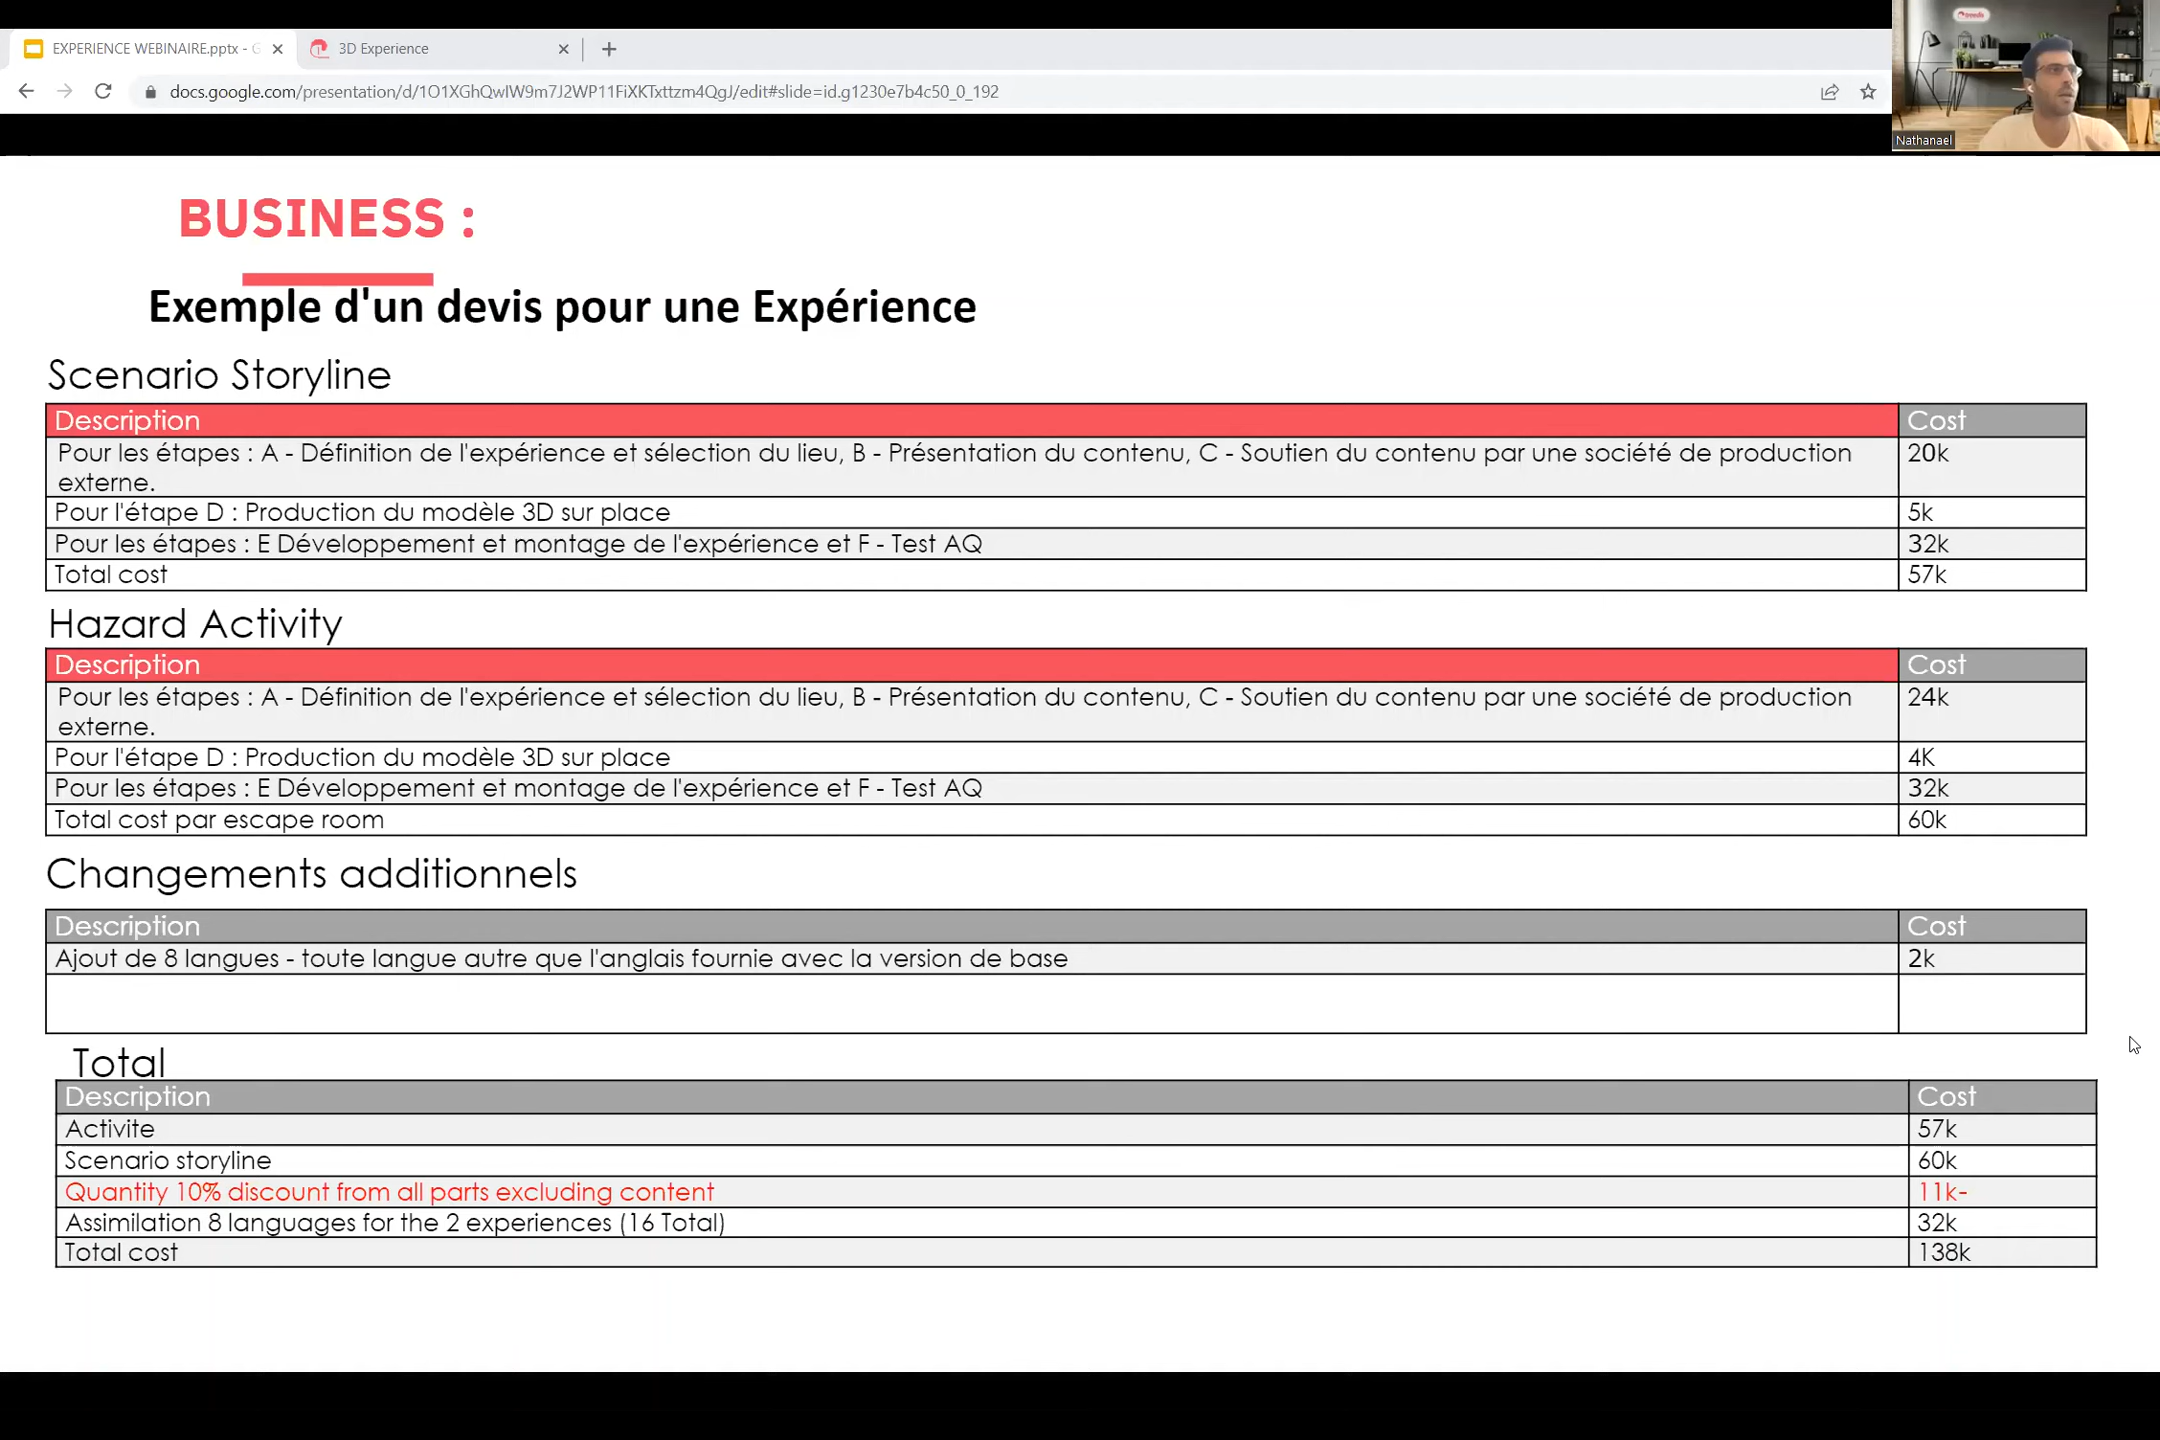 EXPERIENCE WEBINAIRE.pptx - G
3D Experience
docs.google.com/presentation/d/1O1XGhQwIW9m7J2WP11FiXKTxttzm4QgJ/edit#slide=id.g1230e7b4c50_0_192
Nathanael
BUSINESS :
Exemple d'un devis pour une Expérience
Scenario Storyline
Description Cost
Pour les étapes : A - Définition de l'expérience et sélection du lieu, B - Présentation du contenu, C - Soutien du contenu par une société de production 20k
externe.
Pour l'étape D : Production du modèle 3D sur place 5k
Pour les étapes : E Développement et montage de l'expérience et F - Test AQ 32k
Total cost 57k
Hazard Activity
Description Cost
Pour les étapes : A - Définition de l'expérience et sélection du lieu, B - Présentation du contenu, C - Soutien du contenu par une société de production 24k
externe.
Pour l'étape D : Production du modèle 3D sur place 4K
Pour les étapes : E Développement et montage de l'expérience et F - Test AQ 32k
Total cost par escape room 60k
Changements additionnels
Description Cost
Ajout de 8 langues - toute langue autre que l'anglais fournie avec la version de base 2k
Total
Description Cost
Activite 57k
Scenario storyline 60k
Quantity 10% discount from all parts excluding content 11k-
Assimilation 8 languages for the 2 experiences (16 Total) 32k
Total cost 138k